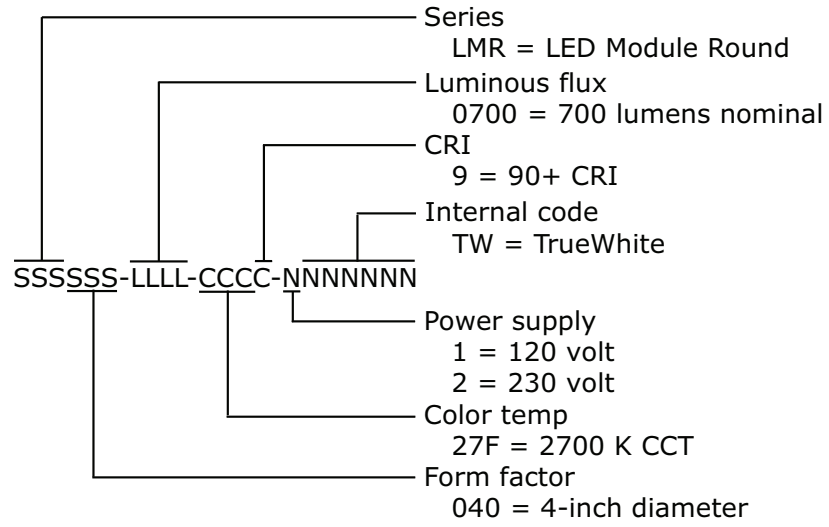 Series
LMR = LED Module Round
Luminous flux
0700 = 700 lumens nominal
CRI
9 = 90+ CRI
Internal code
TW = TrueWhite
SSSSSS-LLLL-CCCC-NNNNNNN
Power supply
1 = 120 volt
2 = 230 volt
Color temp
27F = 2700 K CCT
Form factor
040 = 4-inch diameter